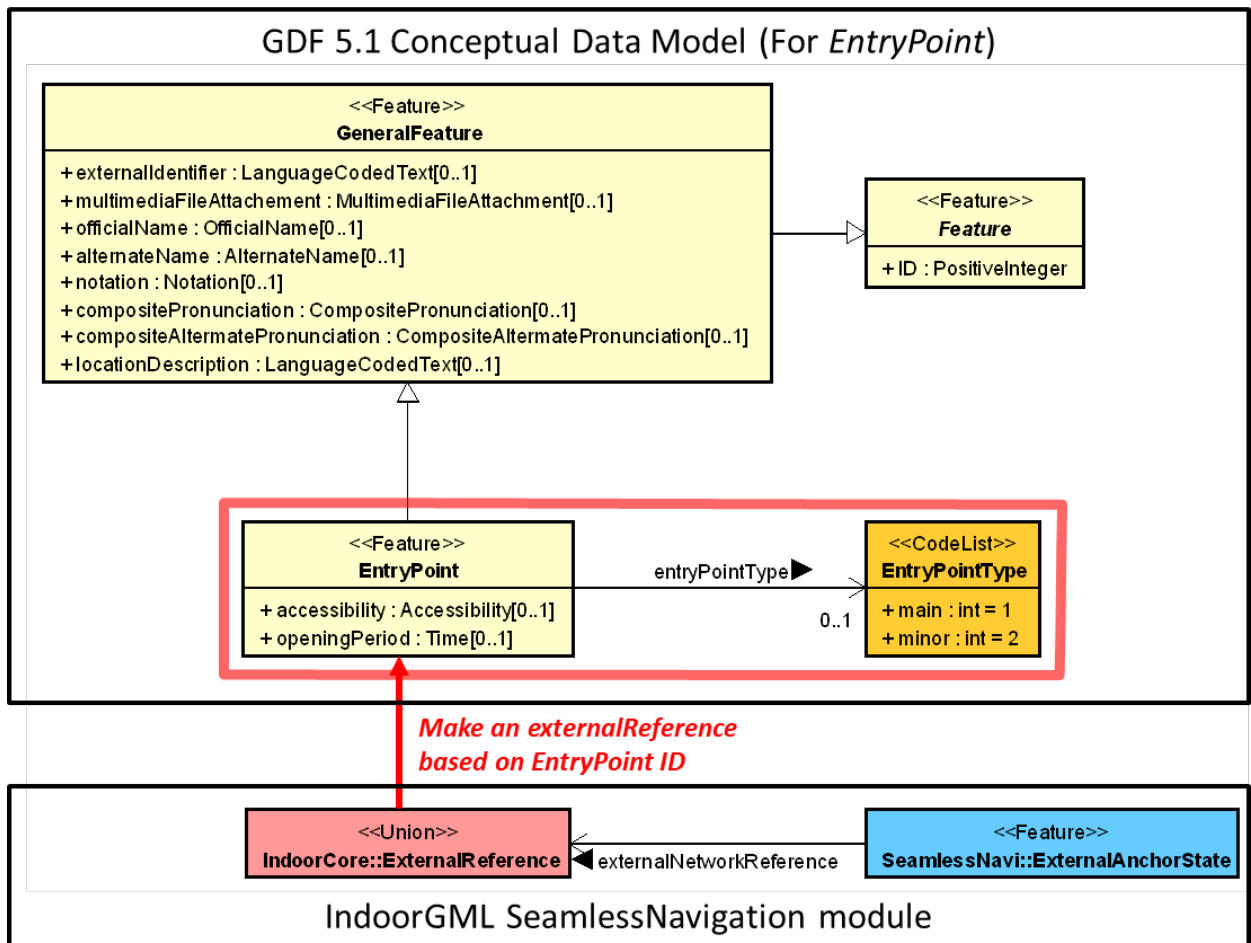 GDF 5.1 Conceptual Data Model (For EntryPoint)
<<Feature>>
GeneralFeature
+ externalIdentifier : LanguageCodedText[0..1]
+ multimediaFileAttachement : MultimediaFileAttachment[0..1]
+ officialName : OfficialName[0..1]
+ alternateName : AlternateName[0..1]
+ notation : Notation[0..1]
+ compositePronunciation : CompositePronunciation[0..1]
+ compositeAltermatePronunciation : CompositeAltermatePronunciation[0..1]
+ locationDescription : LanguageCodedText[0..1]
<<Feature>>
Feature
+ ID : PositiveInteger
<<Feature>>
EntryPoint
+ accessibility : Accessibility[0..1]
+ openingPeriod : Time[0..1]
entryPointType
0..1
<<CodeList>>
EntryPointType
+ main : int = 1
+ minor : int = 2
Make an externalReference
based on EntryPoint ID
<<Union>>
IndoorCore::ExternalReference
externalNetworkReference
<<Feature>>
SeamlessNavi::ExternalAnchorState
IndoorGML SeamlessNavigation module